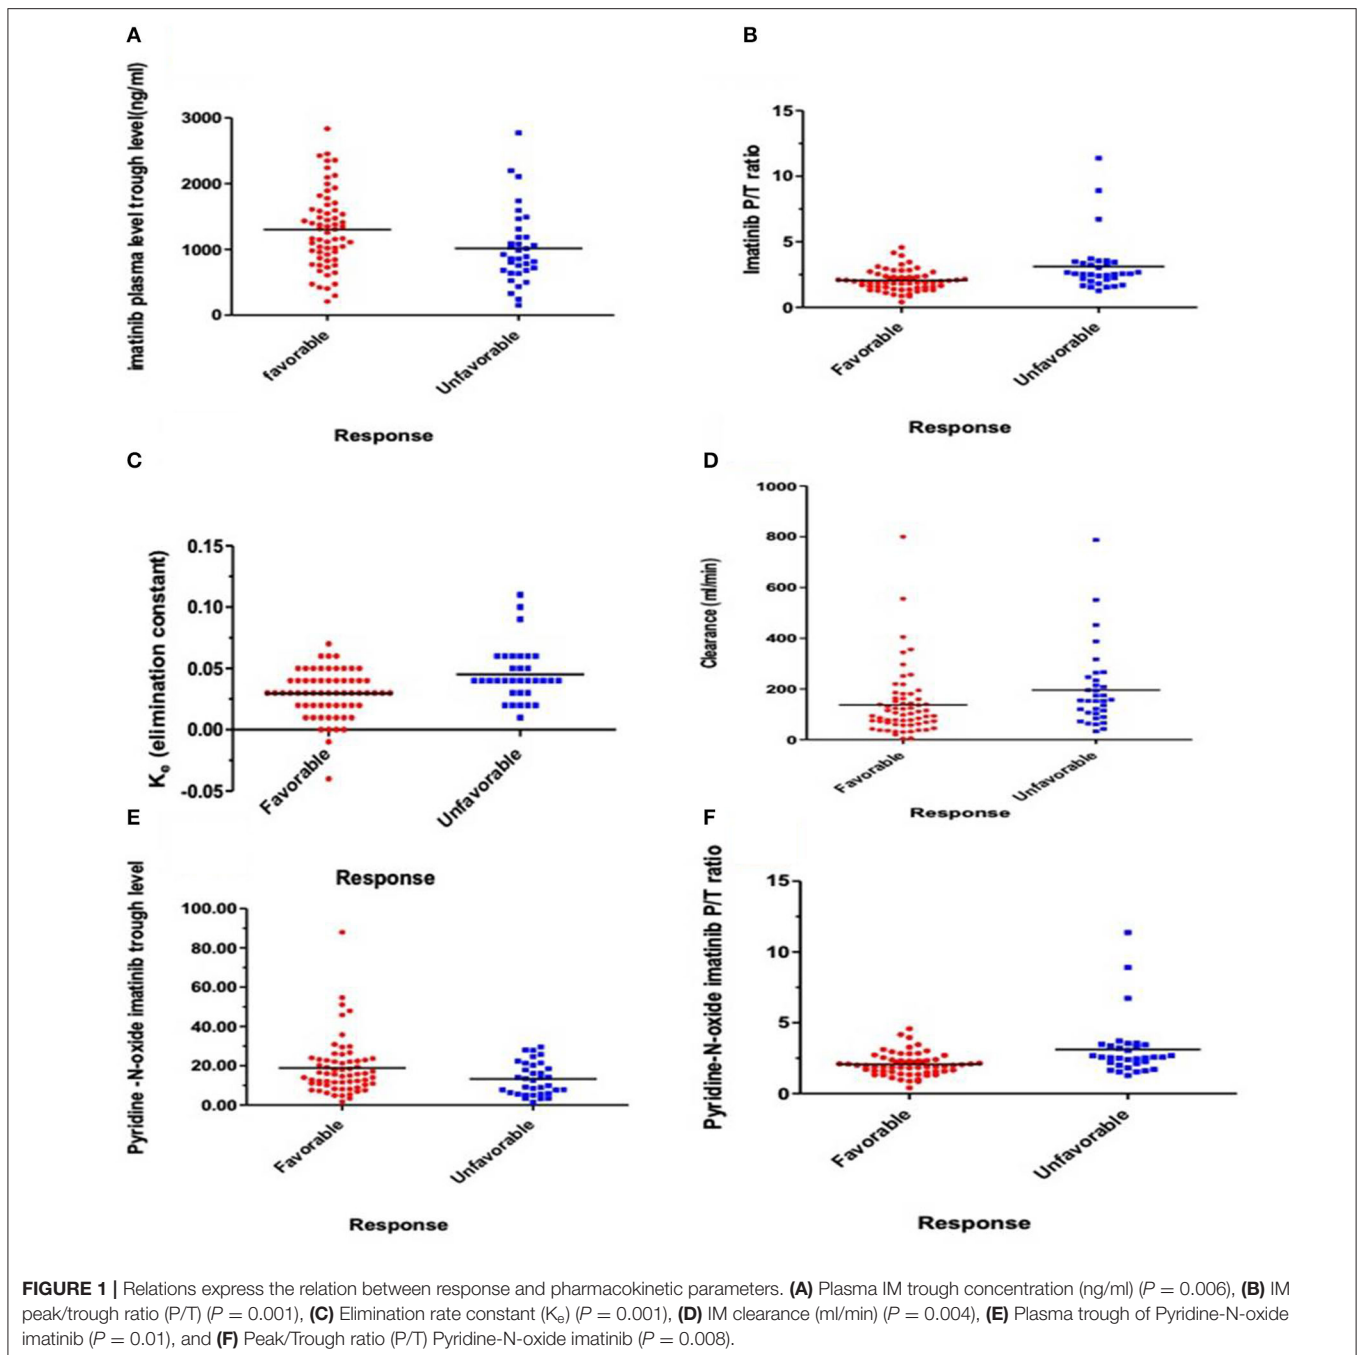 A
imatinib plasma level trough level(ng/ml)
3000
2000
1000
0
favorable
Unfavorable
Response
B
Imatinib P/T ratio
15
10
5
0
Favorable
Unfavorable
Response
C
Ke (elimination constant)
0.15
0.10
0.05
0.00
-0.05
Favorable
Unfavorable
Response
D
Clearance (ml/min)
1000
800
600
400
200
0
Favorable
Unfavorable
Response
E
Pyridine -N-oxide imatinib trough level
100.00
80.00
60.00
40.00
20.00
0.00
Favorable
Unfavorable
Response
F
Pyridine-N-oxide imatinib P/T ratio
15
10
5
0
Favorable
Unfavorable
Response
FIGURE 1 | Relations express the relation between response and pharmacokinetic parameters. (A) Plasma IM trough concentration (ng/ml) (P = 0.006), (B) IM
peak/trough ratio (P/T) (P = 0.001), (C) Elimination rate constant (Ke) (P = 0.001), (D) IM clearance (ml/min) (P = 0.004), (E) Plasma trough of Pyridine-N-oxide
imatinib (P = 0.01), and (F) Peak/Trough ratio (P/T) Pyridine-N-oxide imatinib (P = 0.008).